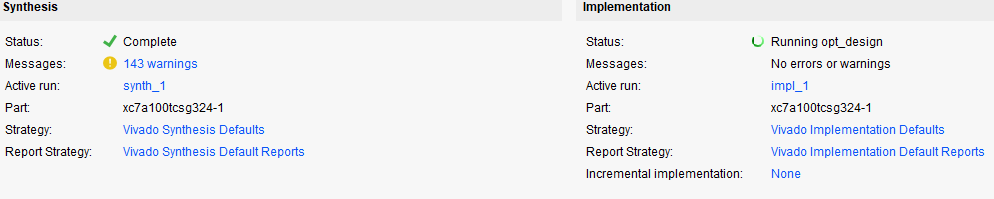 Synthesis
Status: Complete
Messages: 143 warnings
Active run: synth_1
Part: xc7a100tcsg324-1
Strategy: Vivado Synthesis Defaults
Report Strategy: Vivado Synthesis Default Reports
Implementation
Status: Running opt_design
Messages: No errors or warnings
Active run: impl_1
Part: xc7a100tcsg324-1
Strategy: Vivado Implementation Defaults
Report Strategy: Vivado Implementation Default Reports
Incremental implementation: None